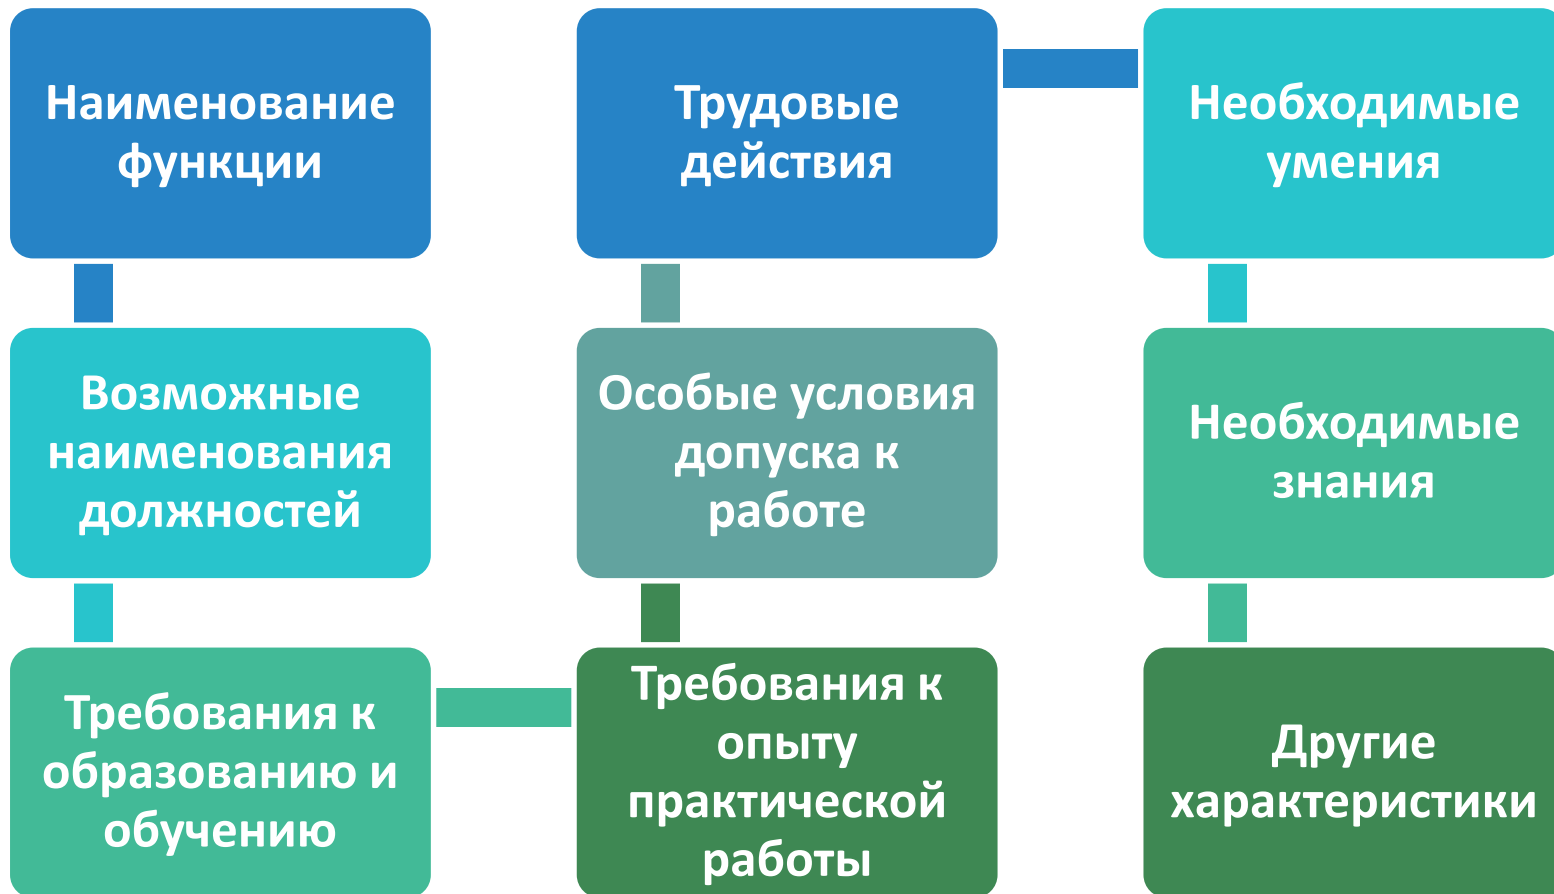 Наименование
функции
Возможные
наименования
должностей
Требования к
образованию и
обучению
Требования к
опыту
практической
работы
Особые условия
допуска к
работе
Трудовые
действия
Необходимые
умения
Необходимые
знания
Другие
характеристики